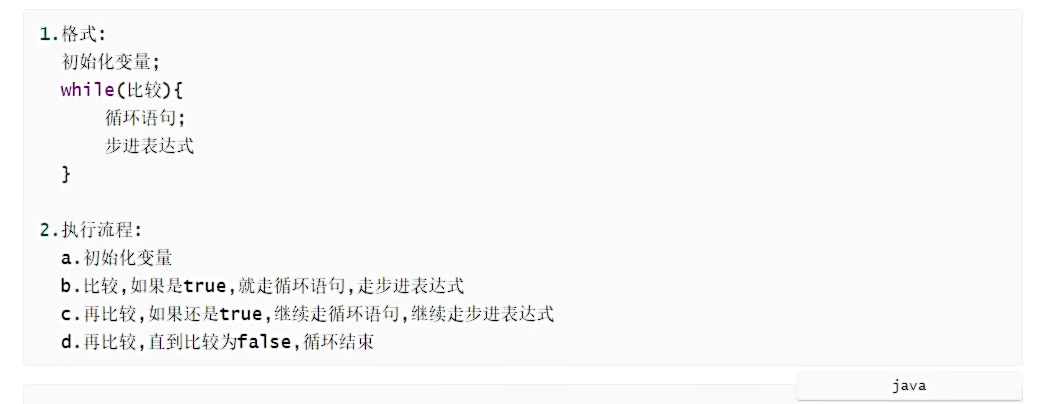 1.格式:
初始化变量;
while(比较){
循环语句;
步进表达式
}
2.执行流程:
a.初始化变量
b.比较,如果是true,就走循环语句,走步进表达式
c.再比较,如果还是true,继续走循环语句,继续走步进表达式
d.再比较,直到比较为false,循环结束
java